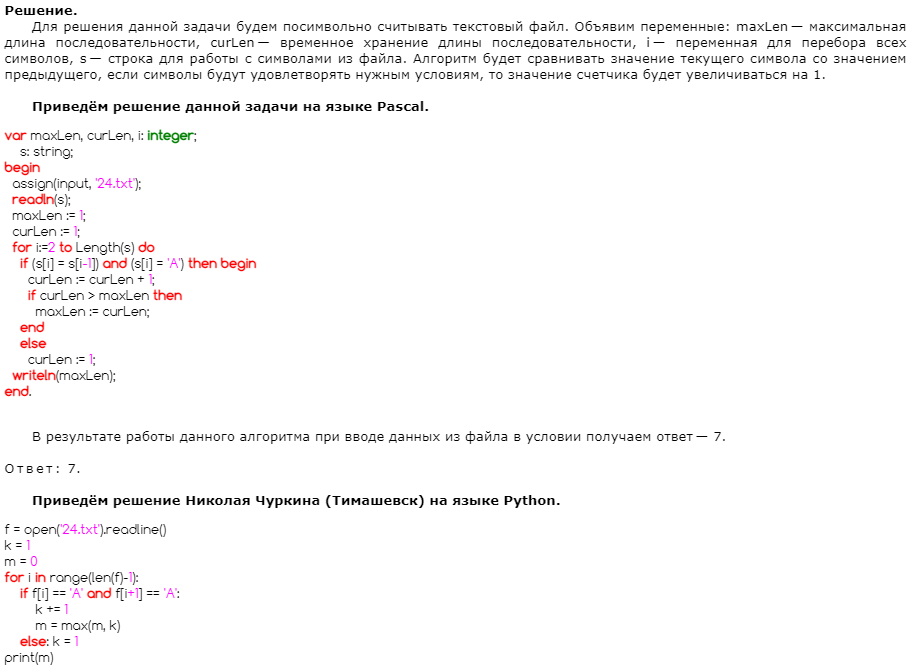 Решение.
Для решения данной задачи будем посимвольно считывать текстовый файл. Объявим переменные: maxLen — максимальная
длина последовательности, curLen — временное хранение длины последовательности, i — переменная для перебора всех
символов, s — строка для работы с символами из файла. Алгоритм будет сравнивать значение текущего символа со значением
предыдущего, если символы будут удовлетворять нужным условиям, то значение счетчика будет увеличиваться на 1.
Приведём решение данной задачи на языке Pascal.
var maxLen, curLen, i: integer;
s: string;
begin
assign(input, '24.txt');
readln(s);
maxLen := 1;
curLen := 1;
for i:=2 to Length(s) do
if (s[i] = s[i-1]) and (s[i] = 'A') then begin
curLen := curLen + 1;
if curLen > maxLen then
maxLen := curLen;
end
else
curLen := 1;
writeln(maxLen);
end.
В результате работы данного алгоритма при вводе данных из файла в условии получаем ответ — 7.
Ответ: 7.
Приведём решение Николая Чуркина (Тимашевск) на языке Python.
f = open('24.txt').readline()
k = 1
m = 0
for i in range(len(f)-1):
if f[i] == 'A' and f[i+1] == 'A':
k += 1
m = max(m, k)
else: k = 1
print(m)